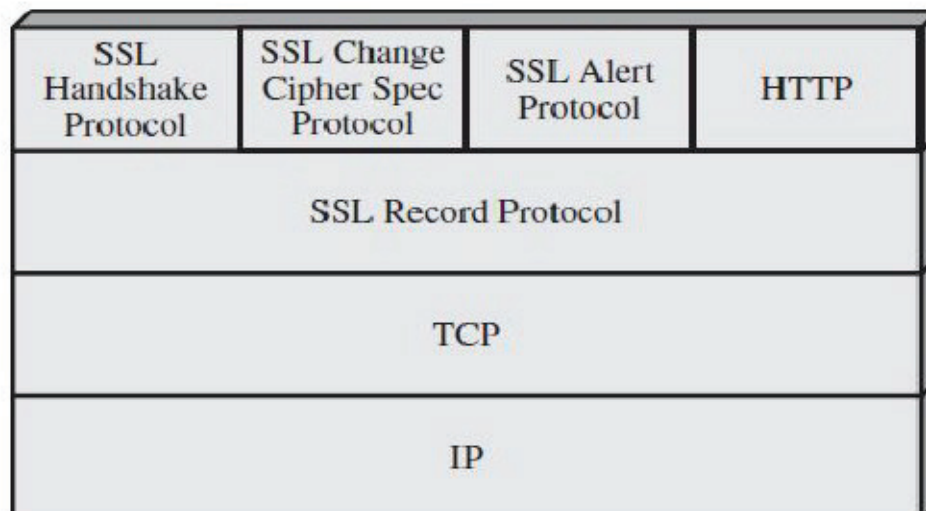 SSL
Handshake
Protocol
SSL Change
Cipher Spec
Protocol
SSL Alert
Protocol
HTTP
SSL Record Protocol
TCP
IP